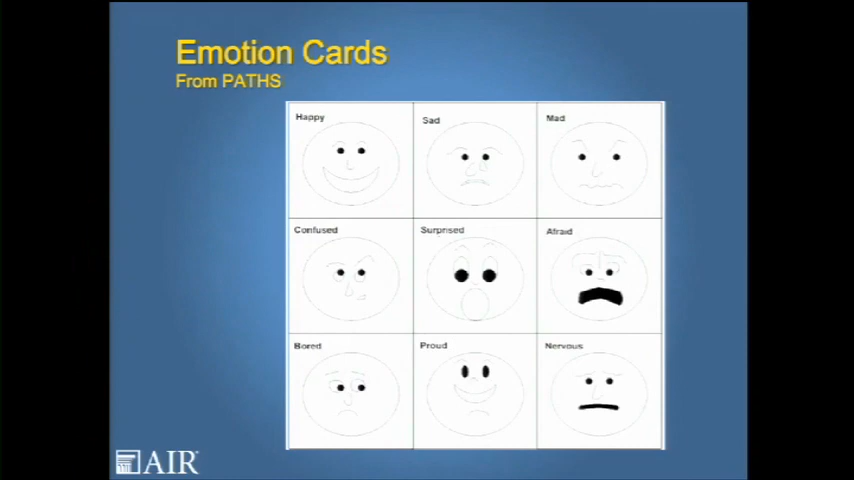 Emotion Cards
From PATHS
Happy
Sad
Mad
Confused
Surprised
Afraid
Bored
Proud
Nervous
AIR